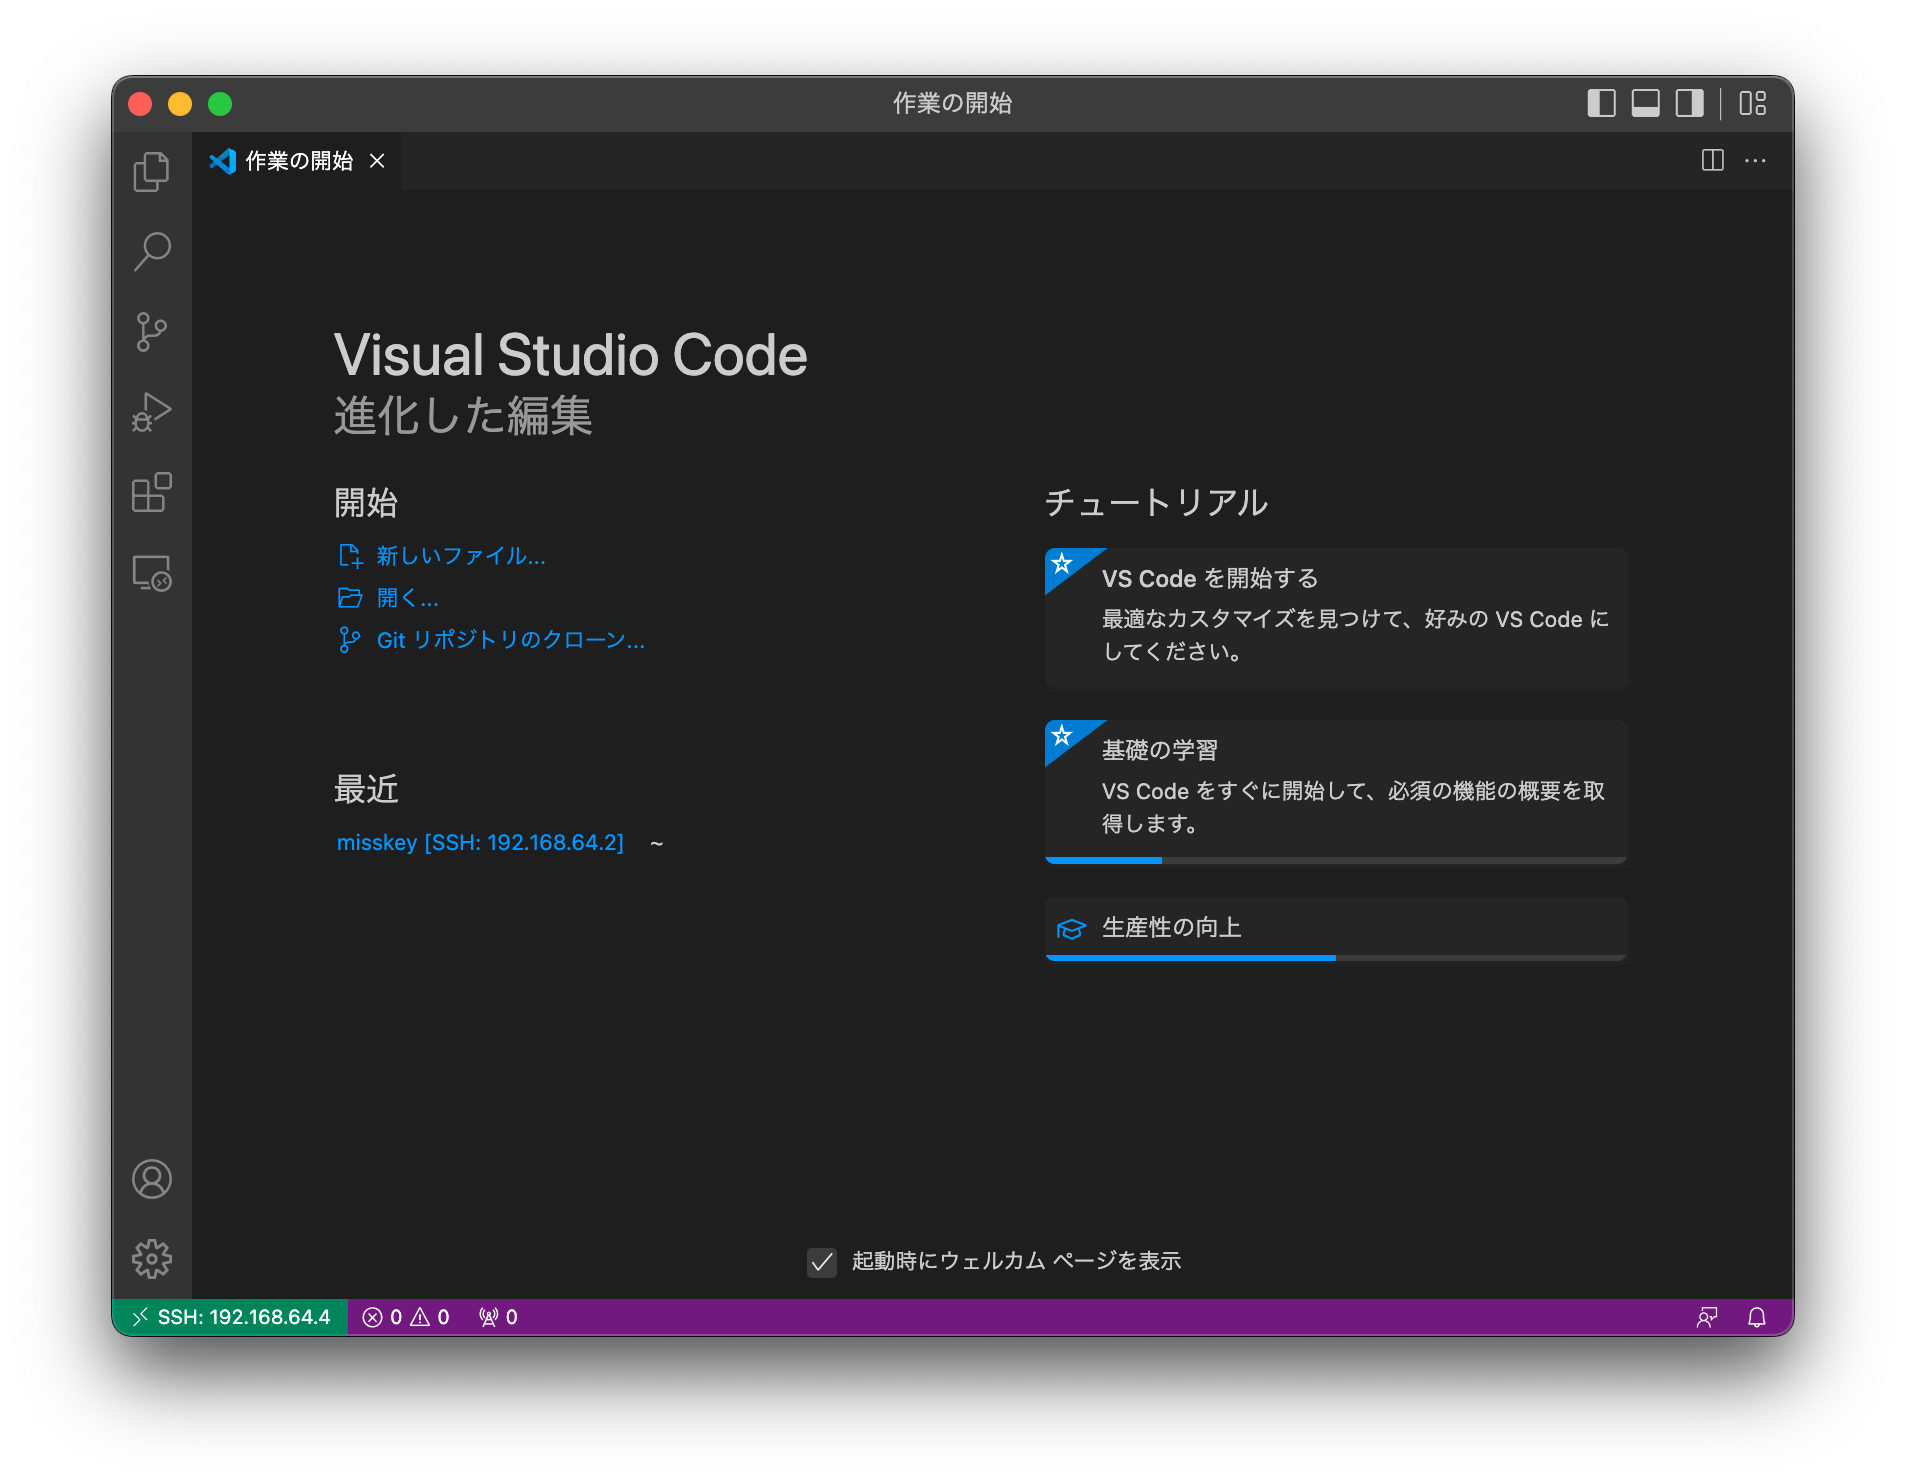 作業の開始
作業の開始
Visual Studio Code
進化した編集
開始
新しいファイル...
開く...
Git リポジトリのクローン...
最近
misskey [SSH: 192.168.64.2] ~
チュートリアル
VS Code を開始する
最適なカスタマイズを見つけて、好みの VS Code に
してください。
基礎の学習
VS Code をすぐに開始して、必須の機能の概要を取
得します。
生産性の向上
起動時にウェルカム ページを表示
SSH: 192.168.64.4 0 0 0